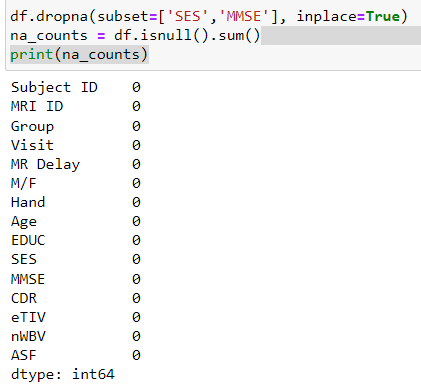 df.dropna(subset=['SES','MMSE'], inplace=True)
na_counts = df.isnull().sum()
print(na_counts)
Subject ID    0
MRI ID        0
Group         0
Visit         0
MR Delay      0
M/F           0
Hand          0
Age           0
EDUC          0
SES           0
MMSE          0
CDR           0
eTIV          0
nWBV          0
ASF           0
dtype: int64